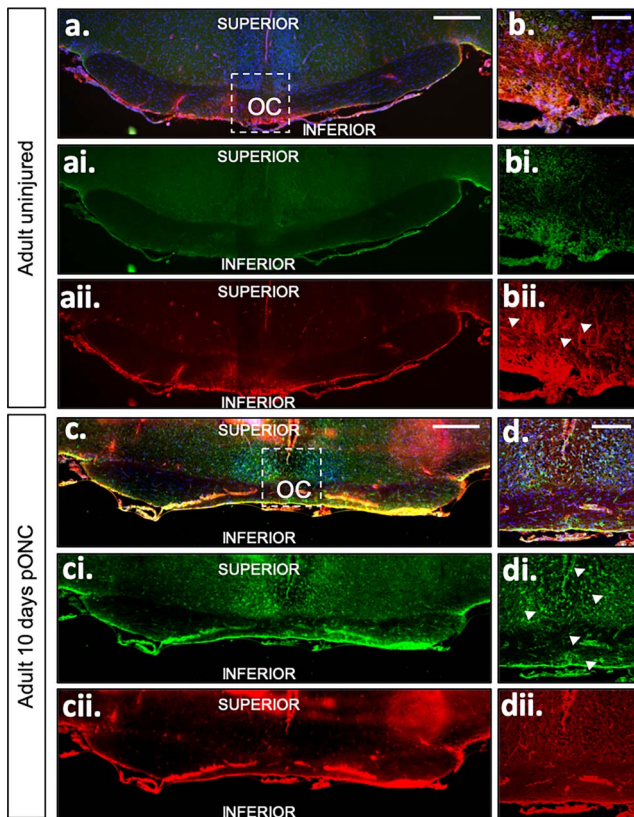 Adult uninjured
a.
SUPERIOR
OC
INFERIOR
b.
ai.
SUPERIOR
INFERIOR
bi.
aii.
SUPERIOR
INFERIOR
bii.
Adult 10 days pONC
c.
SUPERIOR
OC
INFERIOR
d.
ci.
SUPERIOR
INFERIOR
di.
cii.
SUPERIOR
INFERIOR
dii.